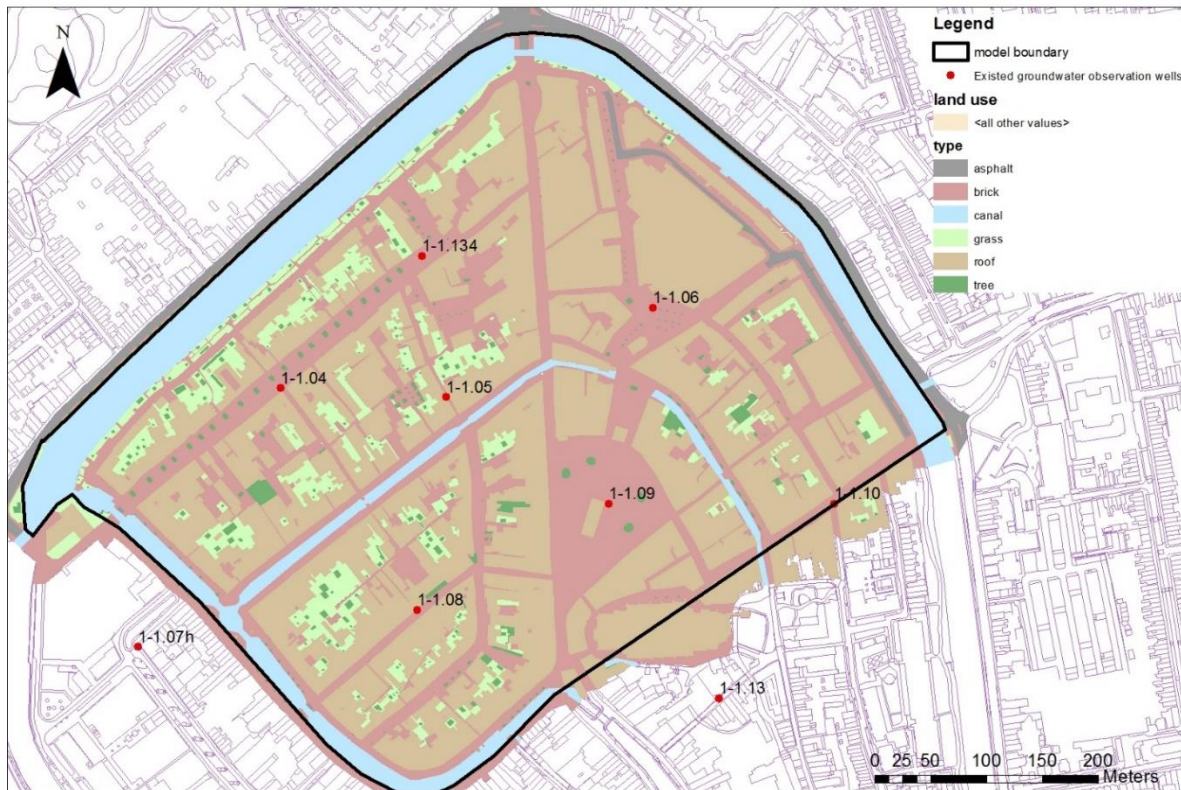 N
Legend
model boundary
Existed groundwater observation wells
land use
<all other values>
type
asphalt
brick
canal
grass
roof
tree
1-1.134
1-1.06
1-1.04
1-1.05
1-1.09
1-1.10
1-1.08
1-1.07h
1-1.13
0 25 50 100 150 200
Meters